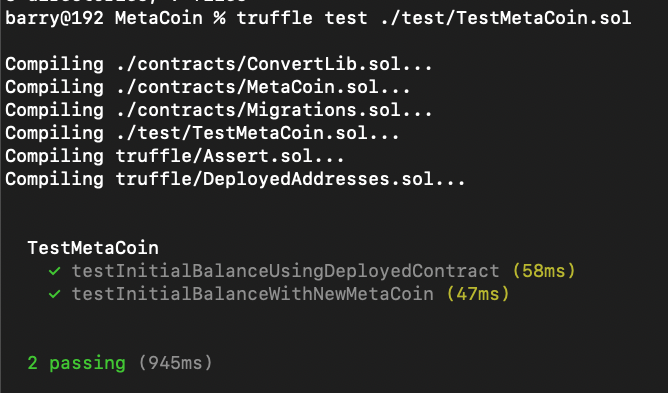 barry@192 MetaCoin % truffle test ./test/TestMetaCoin.sol
Compiling ./contracts/ConvertLib.sol...
Compiling ./contracts/MetaCoin.sol...
Compiling ./contracts/Migrations.sol...
Compiling ./test/TestMetaCoin.sol...
Compiling truffle/Assert.sol...
Compiling truffle/DeployedAddresses.sol...
TestMetaCoin
✓ testInitialBalanceUsingDeployedContract (58ms)
✓ testInitialBalanceWithNewMetaCoin (47ms)
2 passing (945ms)